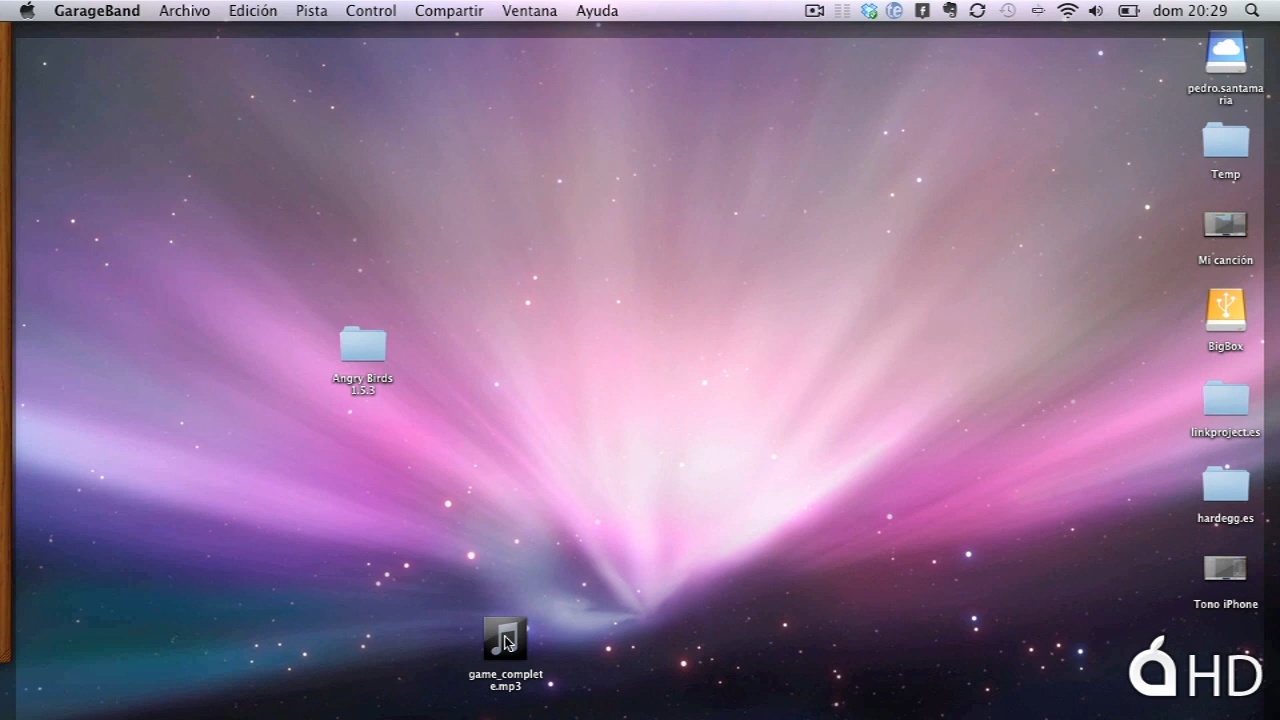 GarageBand Archivo Edición Pista Control Compartir Ventana Ayuda dom 20:29
pedro.santama
ria
Temp
Mi canción
BigBox
Angry Birds
1.5.3
linkproject.es
hardegg.es
Tono iPhone
game_complet
e.mp3
HD